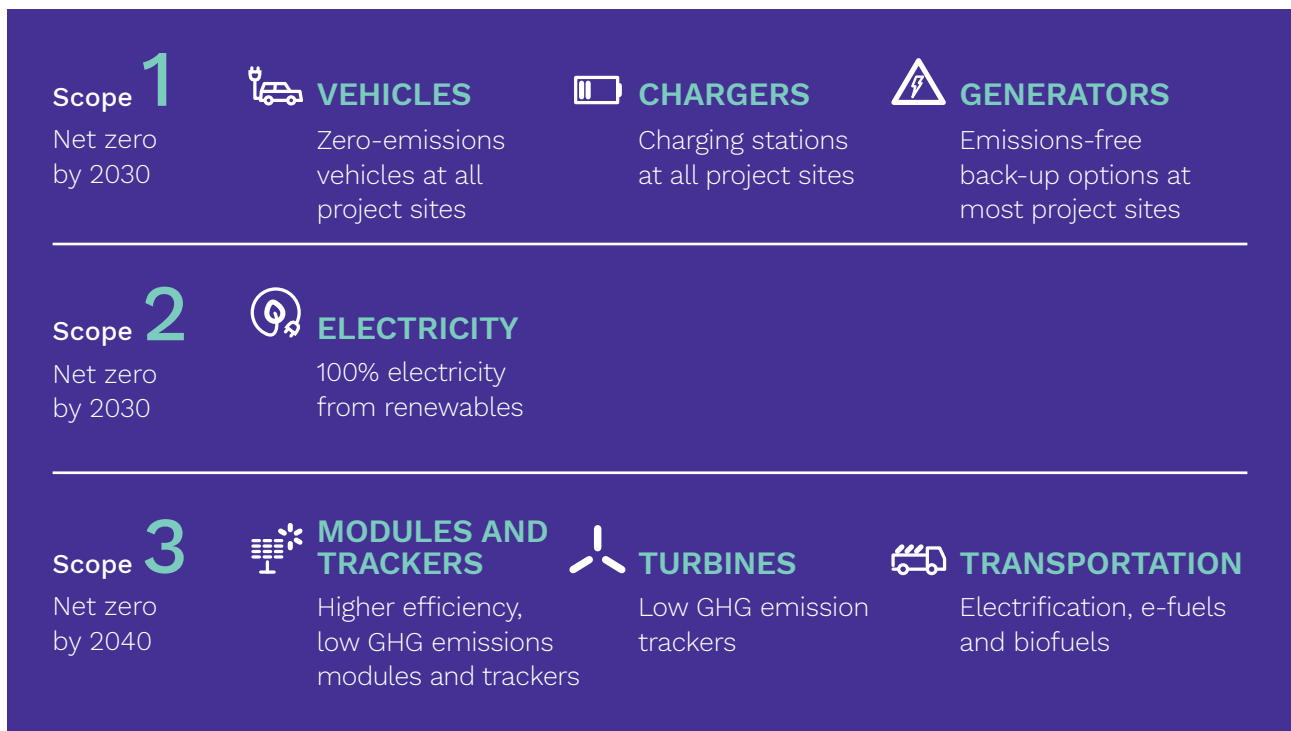 Scope 1
Net zero
by 2030
VEHICLES
Zero-emissions
vehicles at all
project sites
CHARGERS
Charging stations
at all project sites
GENERATORS
Emissions-free
back-up options at
most project sites
Scope 2
Net zero
by 2030
ELECTRICITY
100% electricity
from renewables
Scope 3
Net zero
by 2040
MODULES AND
TRACKERS
Higher efficiency,
low GHG emissions
modules and trackers
TURBINES
Low GHG emission
trackers
TRANSPORTATION
Electrification, e-fuels
and biofuels